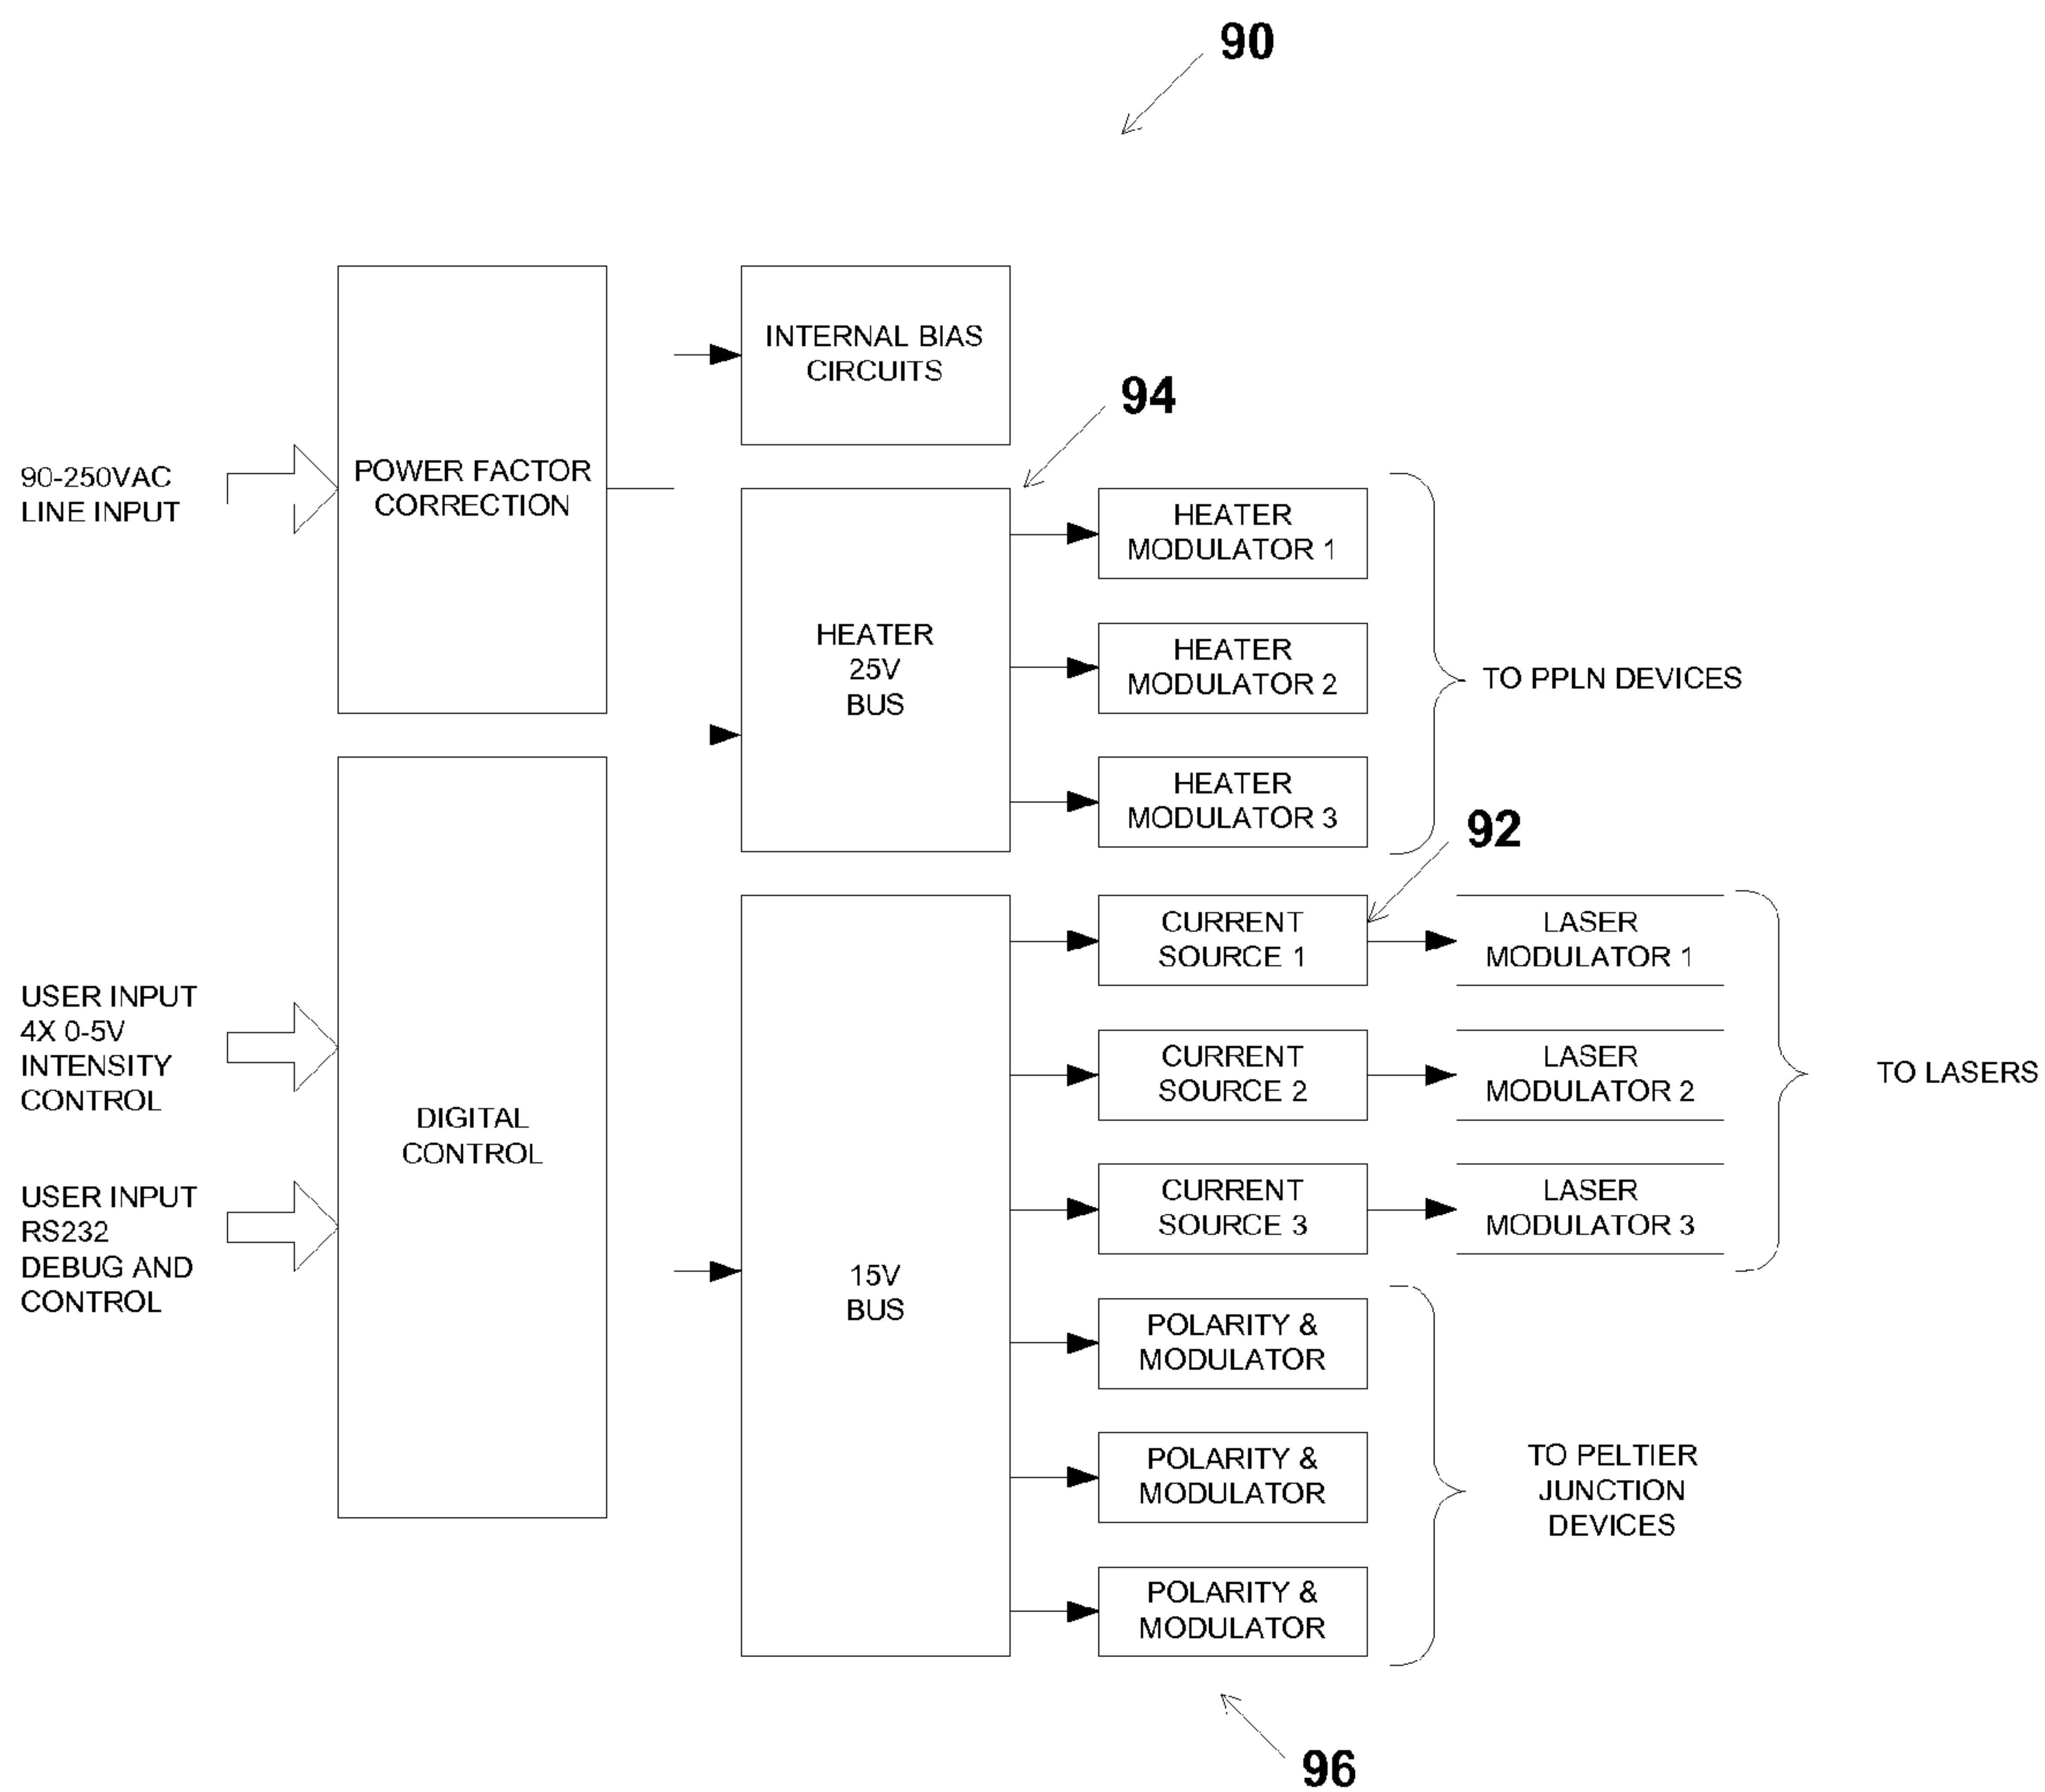 90
INTERNAL BIAS
CIRCUITS
94
90-250VAC
LINE INPUT
POWER FACTOR
CORRECTION
HEATER
MODULATOR 1
HEATER
25V
BUS
HEATER
MODULATOR 2
TO PPLN DEVICES
HEATER
MODULATOR 3
92
CURRENT
SOURCE 1
LASER
MODULATOR 1
USER INPUT
4X 0-5V
INTENSITY
CONTROL
CURRENT
SOURCE 2
LASER
MODULATOR 2
TO LASERS
DIGITAL
CONTROL
USER INPUT
RS232
DEBUG AND
CONTROL
CURRENT
SOURCE 3
LASER
MODULATOR 3
15V
BUS
POLARITY &
MODULATOR
POLARITY &
MODULATOR
TO PELTIER
JUNCTION
DEVICES
POLARITY &
MODULATOR
96